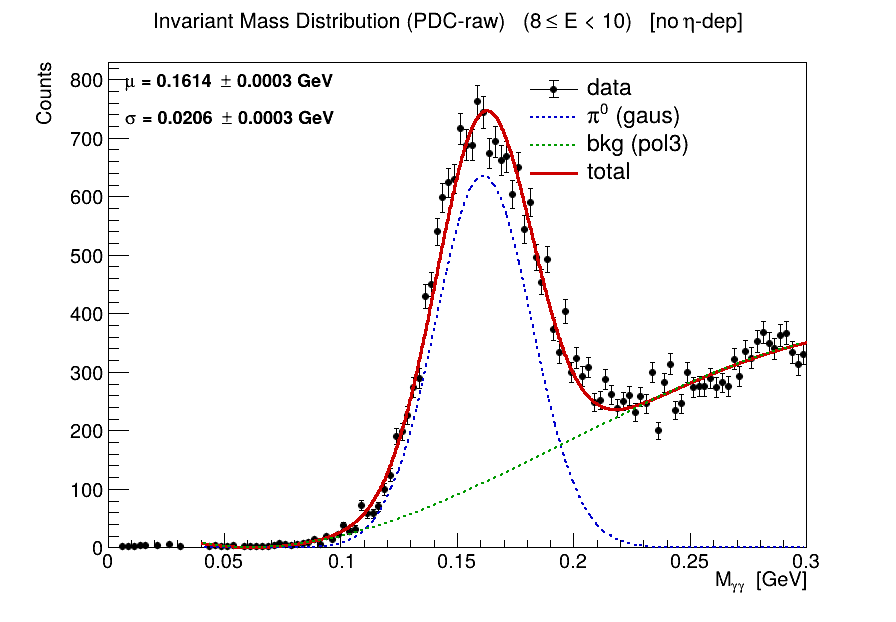 Invariant Mass Distribution (PDC-raw) (8 ≤ E < 10) [no η-dep]
Counts
μ = 0.1614 ± 0.0003 GeV
σ = 0.0206 ± 0.0003 GeV
data
π⁰ (gaus)
bkg (pol3)
total
800
700
600
500
400
300
200
100
0
0 0.05 0.1 0.15 0.2 0.25 0.3
Mγγ [GeV]